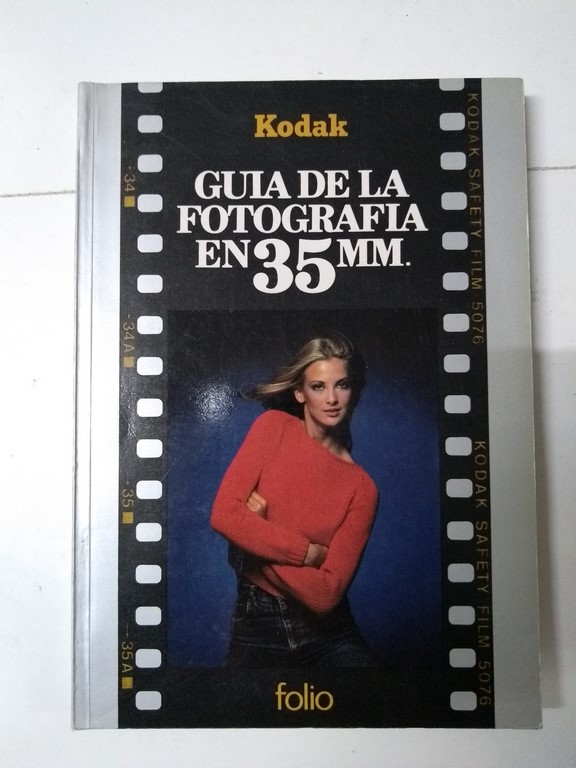 Kodak
GUIA DE LA
FOTOGRAFIA
EN 35 MM.
-34
-34A
-35
-35A
KODAK SAFETY FILM 5076
KODAK SAFETY FILM 5076
folio